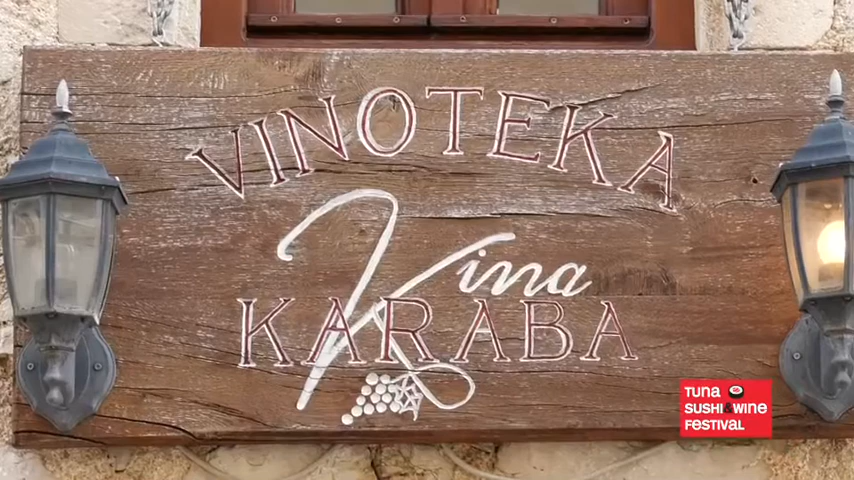 VINOTEKA
Vina
KARABA
TUNA
SUSHI&WINE
FESTIVAL